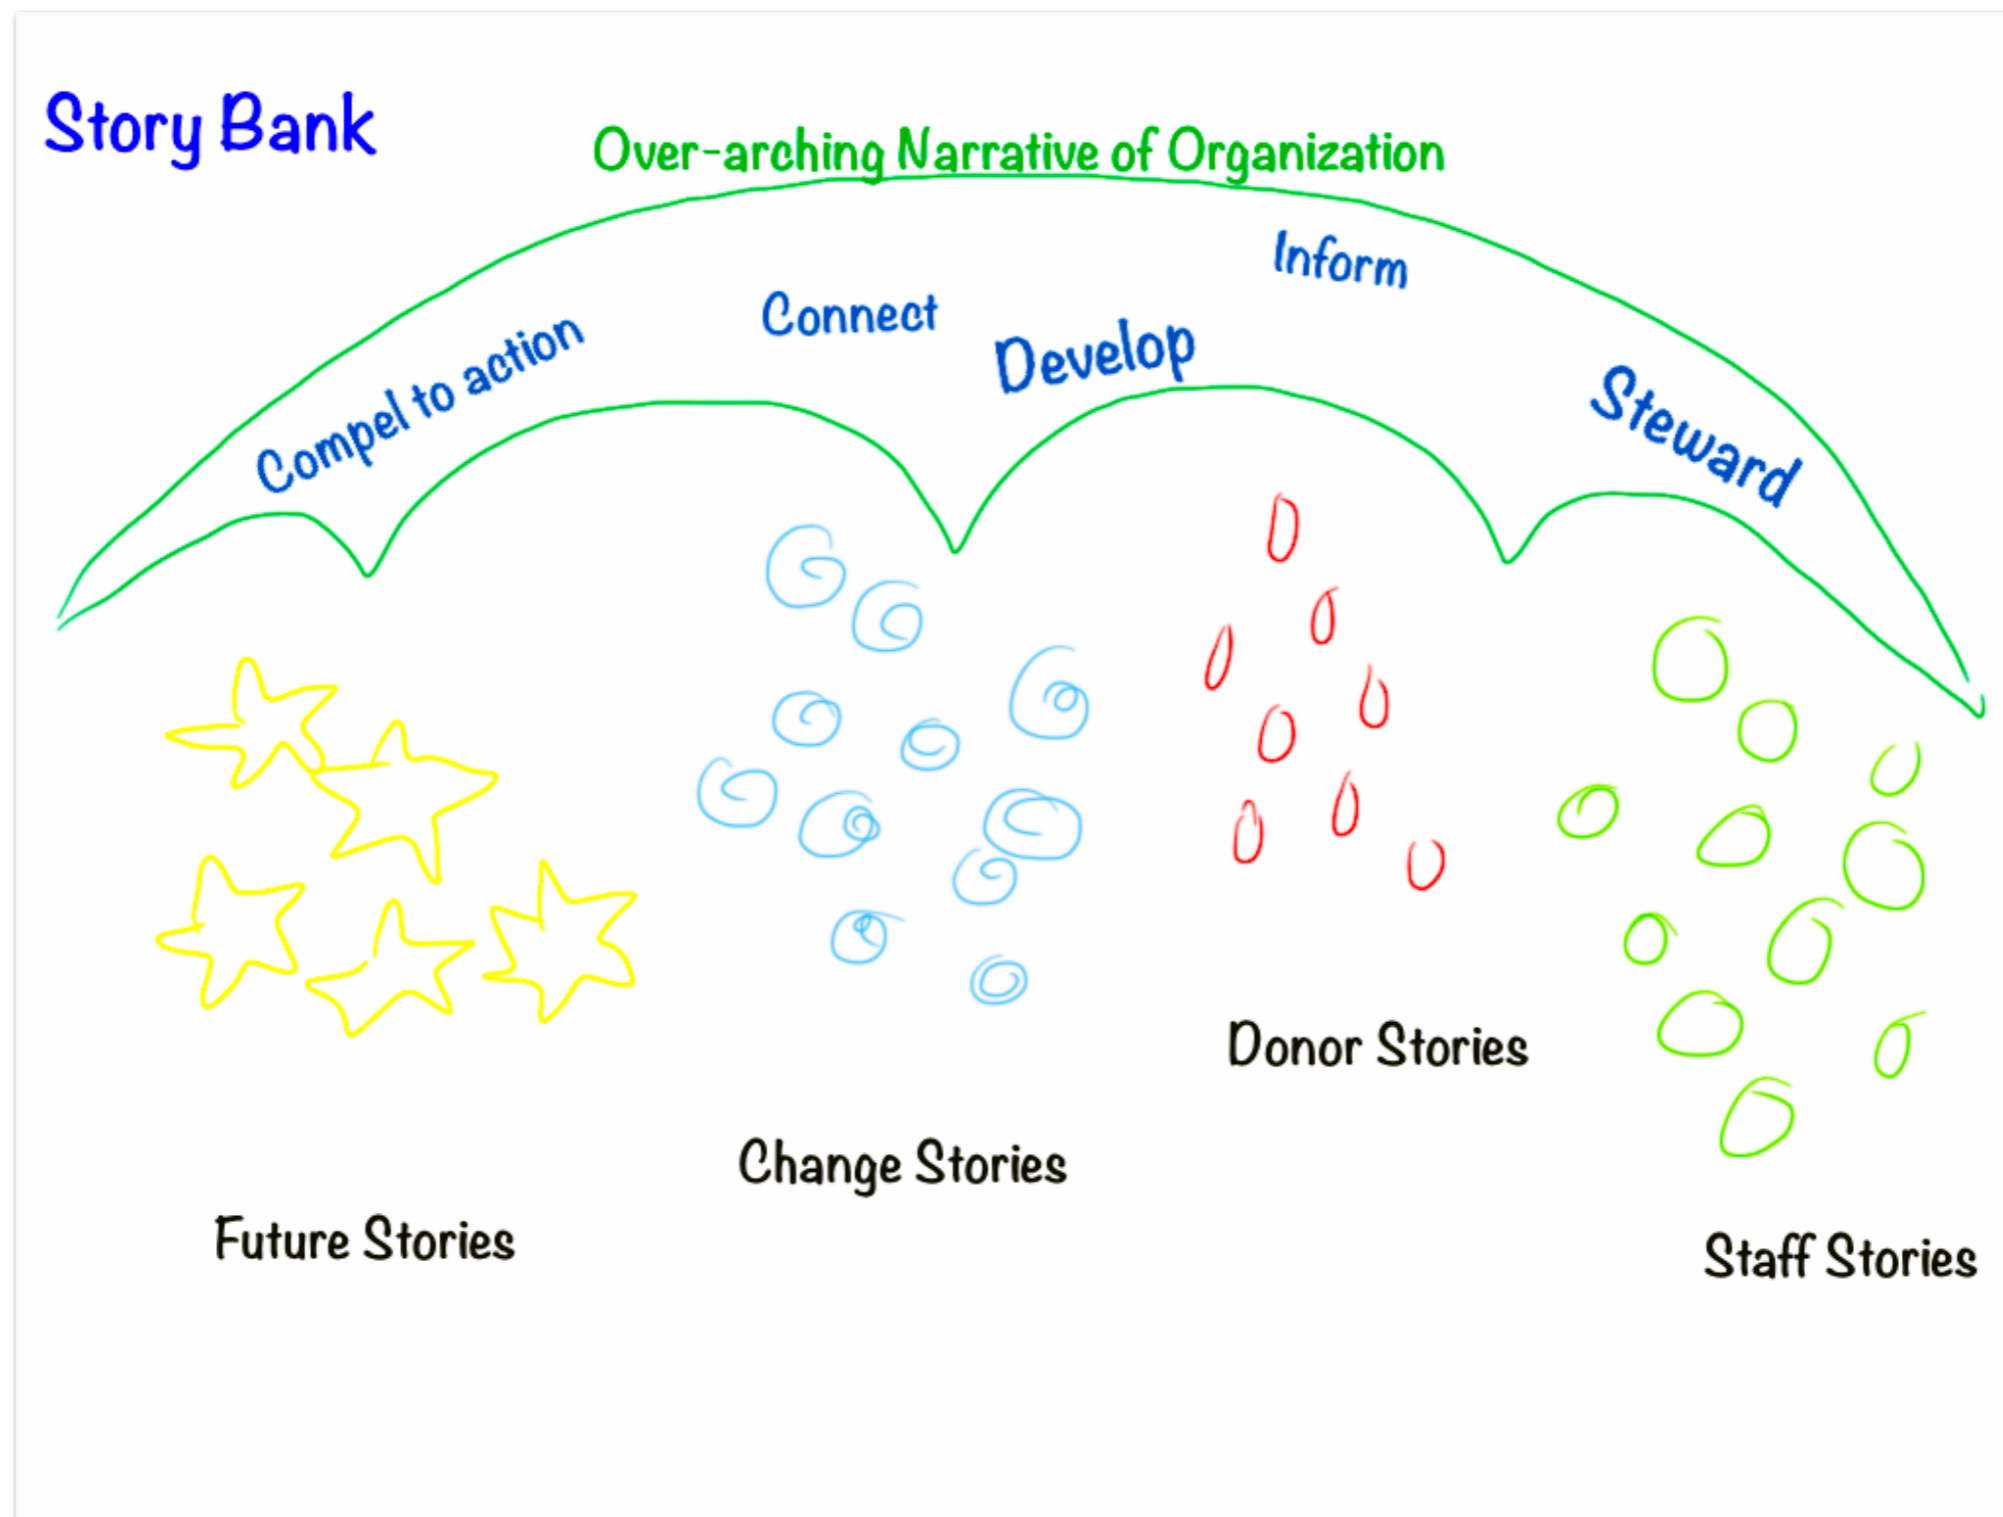 Story Bank
Over-arching Narrative of Organization
Inform
Connect
Develop
Compel to action
Steward
Donor Stories
Change Stories
Future Stories
Staff Stories